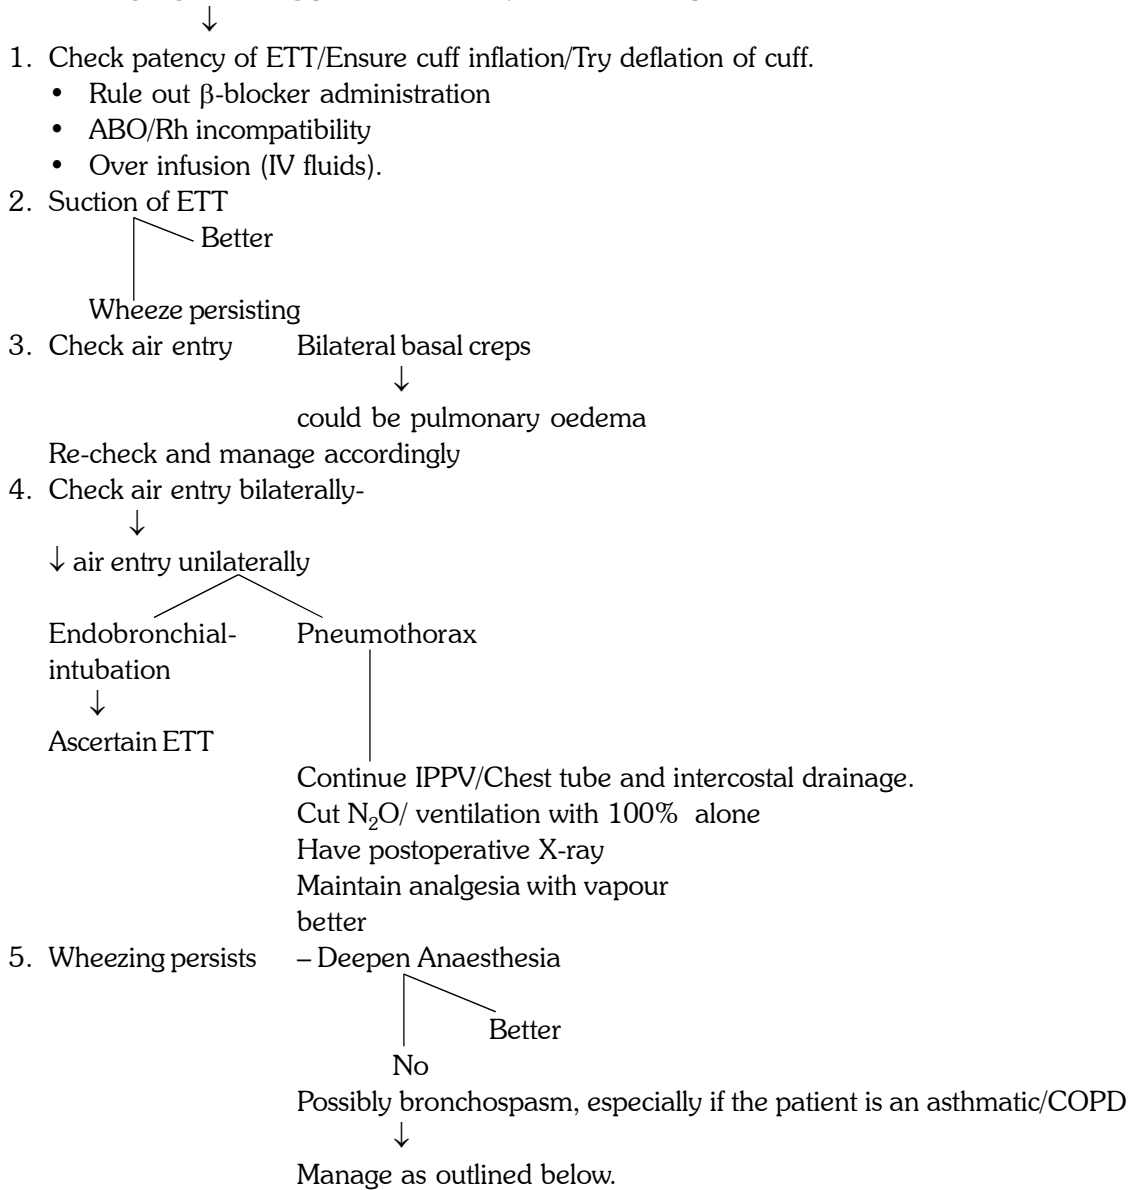 ↓
1. Check patency of ETT/Ensure cuff inflation/Try deflation of cuff.
• Rule out β-blocker administration
• ABO/Rh incompatibility
• Over infusion (IV fluids).
2. Suction of ETT
Better
Wheeze persisting
3. Check air entry Bilateral basal creps
↓
could be pulmonary oedema
Re-check and manage accordingly
4. Check air entry bilaterally-
↓
↓ air entry unilaterally
Endobronchial- Pneumothorax
intubation
↓
Ascertain ETT
Continue IPPV/Chest tube and intercostal drainage.
Cut N₂O/ ventilation with 100% alone
Have postoperative X-ray
Maintain analgesia with vapour
better
5. Wheezing persists – Deepen Anaesthesia
Better
No
Possibly bronchospasm, especially if the patient is an asthmatic/COPD
↓
Manage as outlined below.